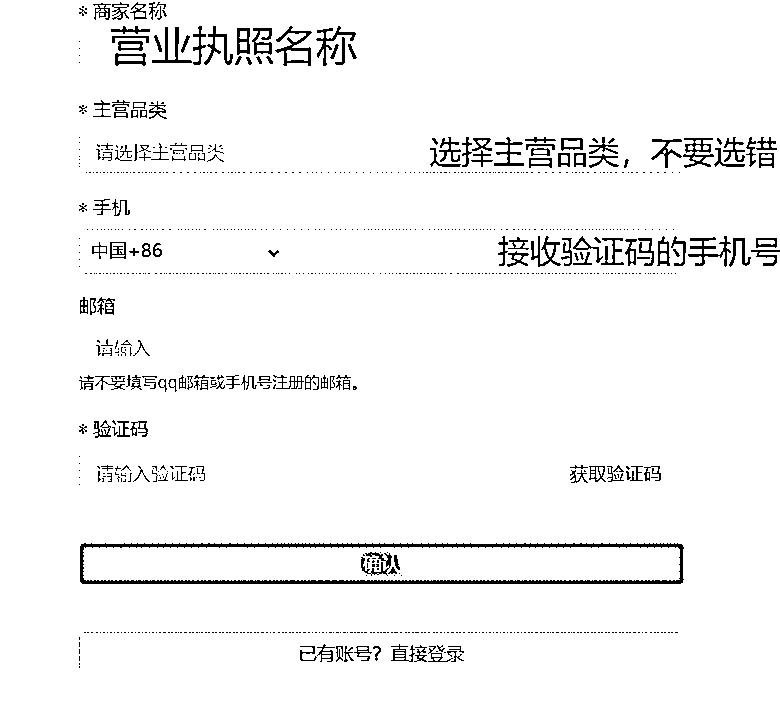 * 商家名称
营业执照名称
* 主营品类
请选择主营品类 选择主营品类，不要选错
* 手机
中国+86 接收验证码的手机号
邮箱
请输入
请不要填写qq邮箱或手机号注册的邮箱。
* 验证码
请输入验证码 获取验证码
确认
已有账号？直接登录